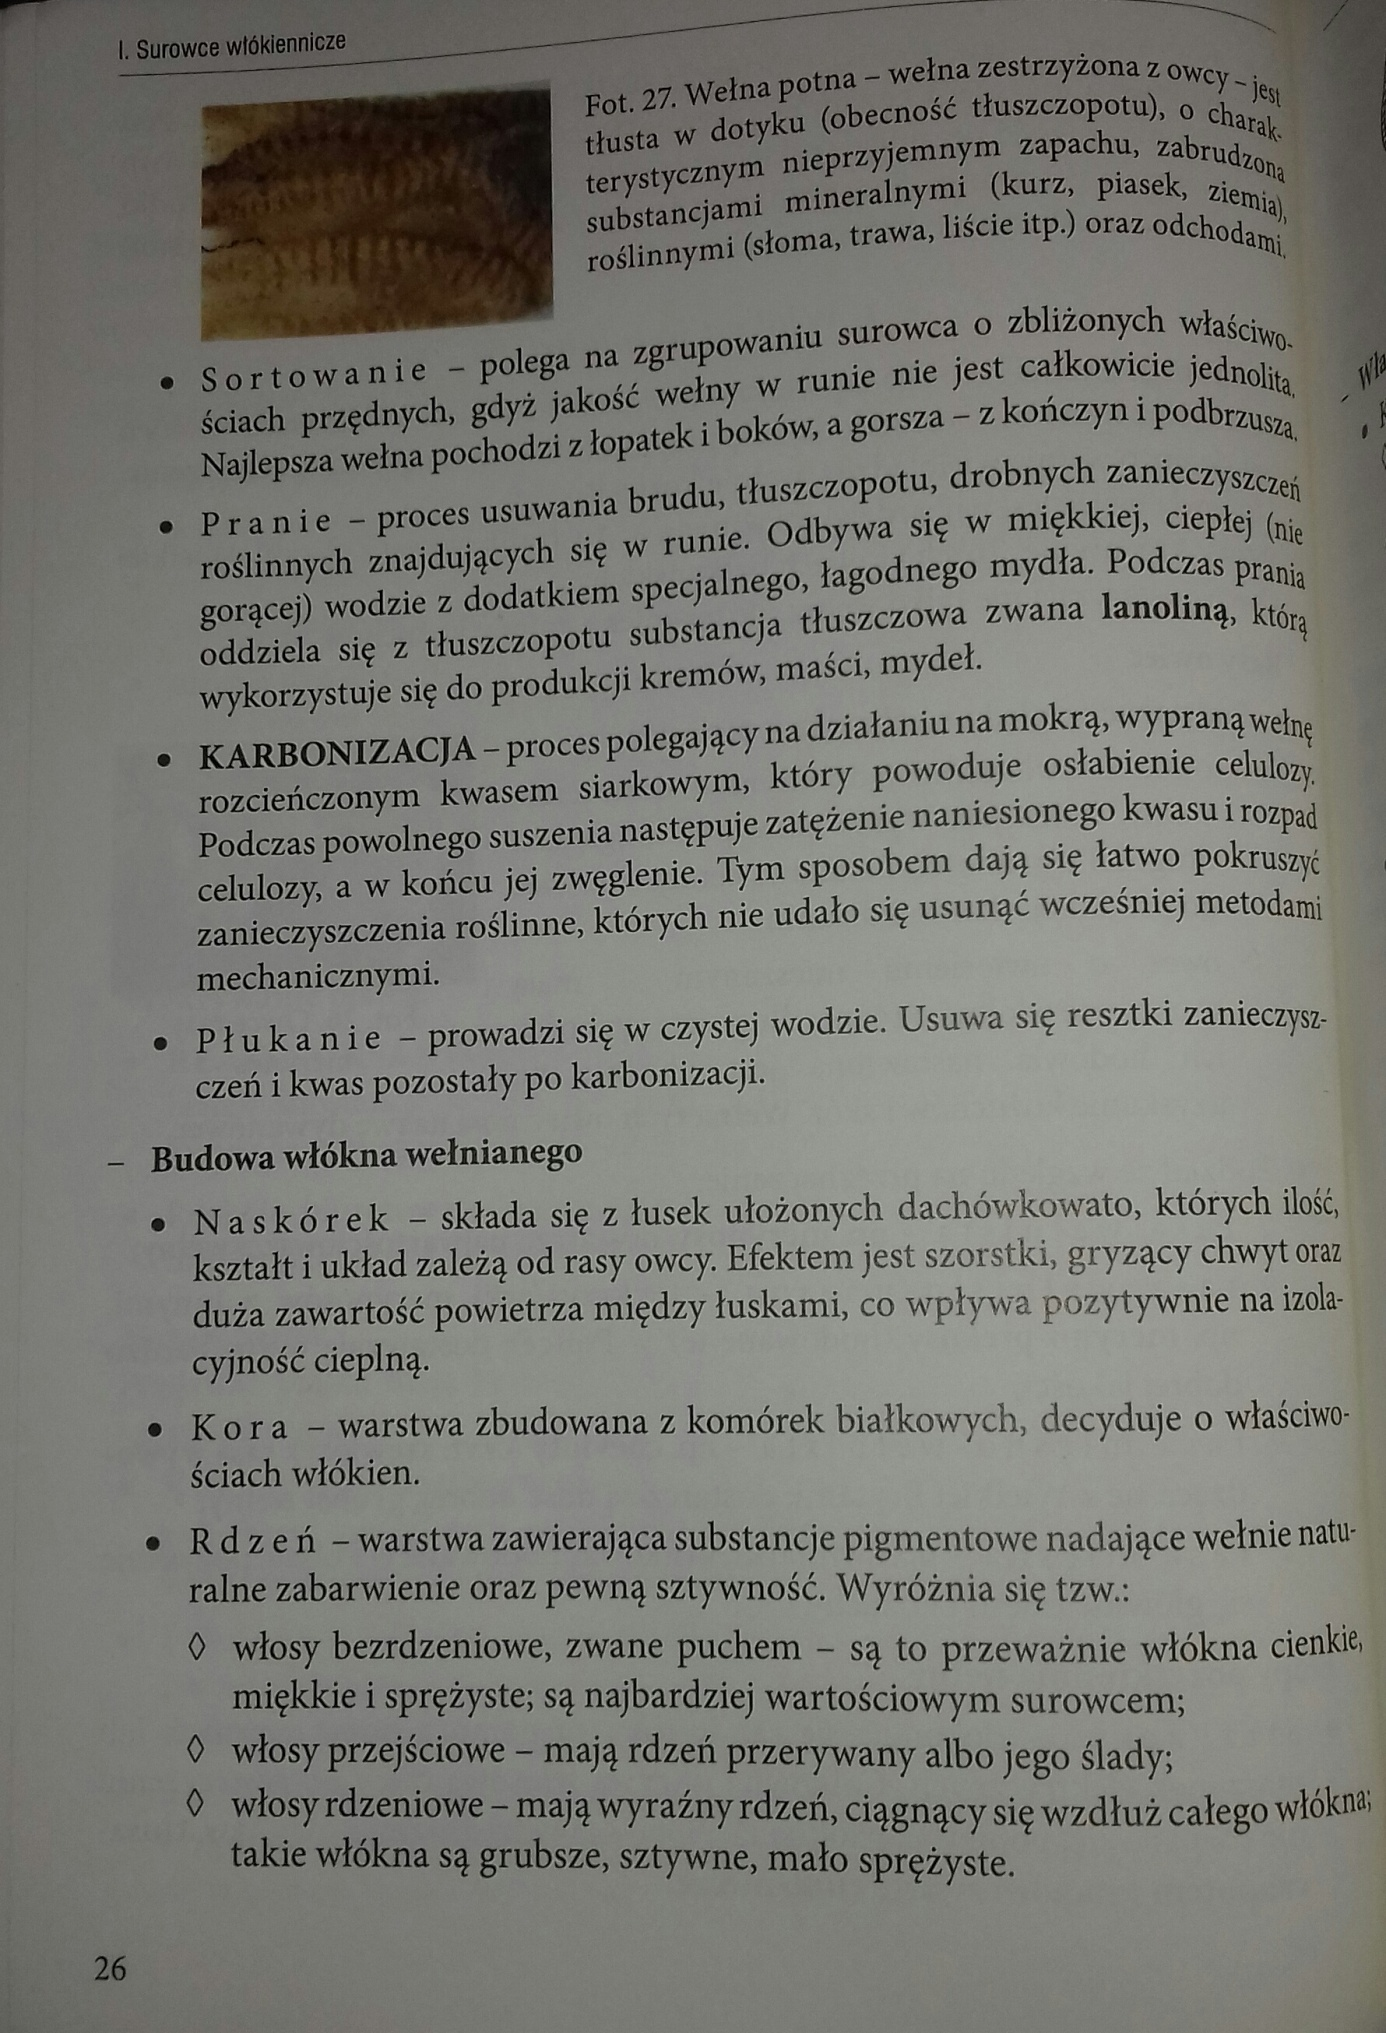 I. Surowce włókiennicze
Fot. 27. Wełna potna – wełna zestrzyżona z owcy – jest
tłusta w dotyku (obecność tłuszczopotu), o charak-
terystycznym nieprzyjemnym zapachu, zabrudzona
substancjami mineralnymi (kurz, piasek, ziemia),
roślinnymi (słoma, trawa, liście itp.) oraz odchodami.
• Sortowanie – polega na zgrupowaniu surowca o zbliżonych właściwo-
ściach przędnych, gdyż jakość wełny w runie nie jest całkowicie jednolita.
Najlepsza wełna pochodzi z łopatek i boków, a gorsza – z kończyn i podbrzusza.
• Pranie – proces usuwania brudu, tłuszczopotu, drobnych zanieczyszczeń
roślinnych znajdujących się w runie. Odbywa się w miękkiej, ciepłej (nie
gorącej) wodzie z dodatkiem specjalnego, łagodnego mydła. Podczas prania
oddziela się z tłuszczopotu substancja tłuszczowa zwana lanoliną, którą
wykorzystuje się do produkcji kremów, maści, mydeł.
• KARBONIZACJA – proces polegający na działaniu na mokrą, wypraną wełnę
rozcieńczonym kwasem siarkowym, który powoduje osłabienie celulozy.
Podczas powolnego suszenia następuje zatężenie naniesionego kwasu i rozpad
celulozy, a w końcu jej zwęglenie. Tym sposobem dają się łatwo pokruszyć
zanieczyszczenia roślinne, których nie udało się usunąć wcześniej metodami
mechanicznymi.
• Płukanie – prowadzi się w czystej wodzie. Usuwa się resztki zanieczysz-
czeń i kwas pozostały po karbonizacji.
– Budowa włókna wełnianego
• Naskórek – składa się z łusek ułożonych dachówkowato, których ilość,
kształt i układ zależą od rasy owcy. Efektem jest szorstki, gryzący chwyt oraz
duża zawartość powietrza między łuskami, co wpływa pozytywnie na izola-
cyjność cieplną.
• Kora – warstwa zbudowana z komórek białkowych, decyduje o właściwo-
ściach włókien.
• Rdzeń – warstwa zawierająca substancje pigmentowe nadające wełnie natu-
ralne zabarwienie oraz pewną sztywność. Wyróżnia się tzw.:
◊ włosy bezrdzeniowe, zwane puchem – są to przeważnie włókna cienkie,
miękkie i sprężyste; są najbardziej wartościowym surowcem;
◊ włosy przejściowe – mają rdzeń przerywany albo jego ślady;
◊ włosy rdzeniowe – mają wyraźny rdzeń, ciągnący się wzdłuż całego włókna;
takie włókna są grubsze, sztywne, mało sprężyste.
26